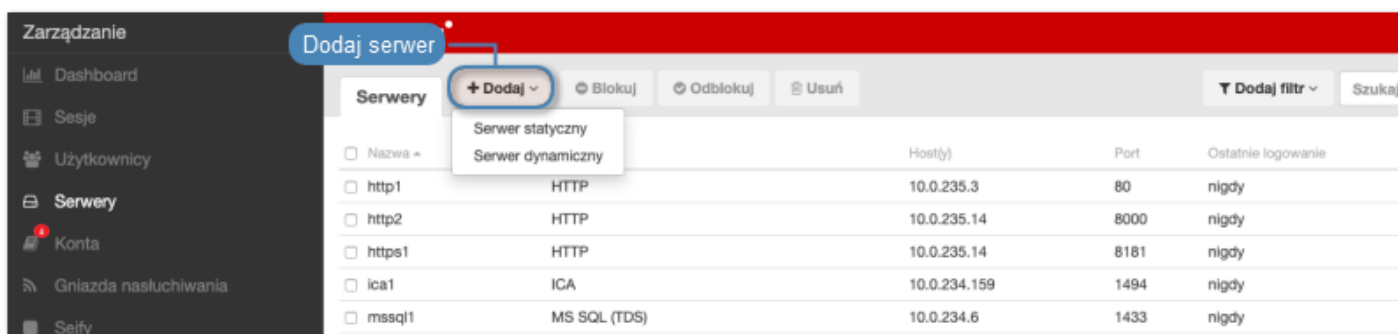 Zarządzanie
Dodaj serwer
Dashboard
Sesje
Użytkownicy
Serwery
4
Konta
Gniazda nasłuchiwania
Sejfy
Serwery
+ Dodaj
Blokuj
Odblokuj
Usuń
Dodaj filtr
Szukaj
Serwer statyczny
Serwer dynamiczny
Nazwa Host(y) Port Ostatnie logowanie
http1 HTTP 10.0.235.3 80 nigdy
http2 HTTP 10.0.235.14 8000 nigdy
https1 HTTP 10.0.235.14 8181 nigdy
ica1 ICA 10.0.234.159 1494 nigdy
mssql1 MS SQL (TDS) 10.0.234.6 1433 nigdy